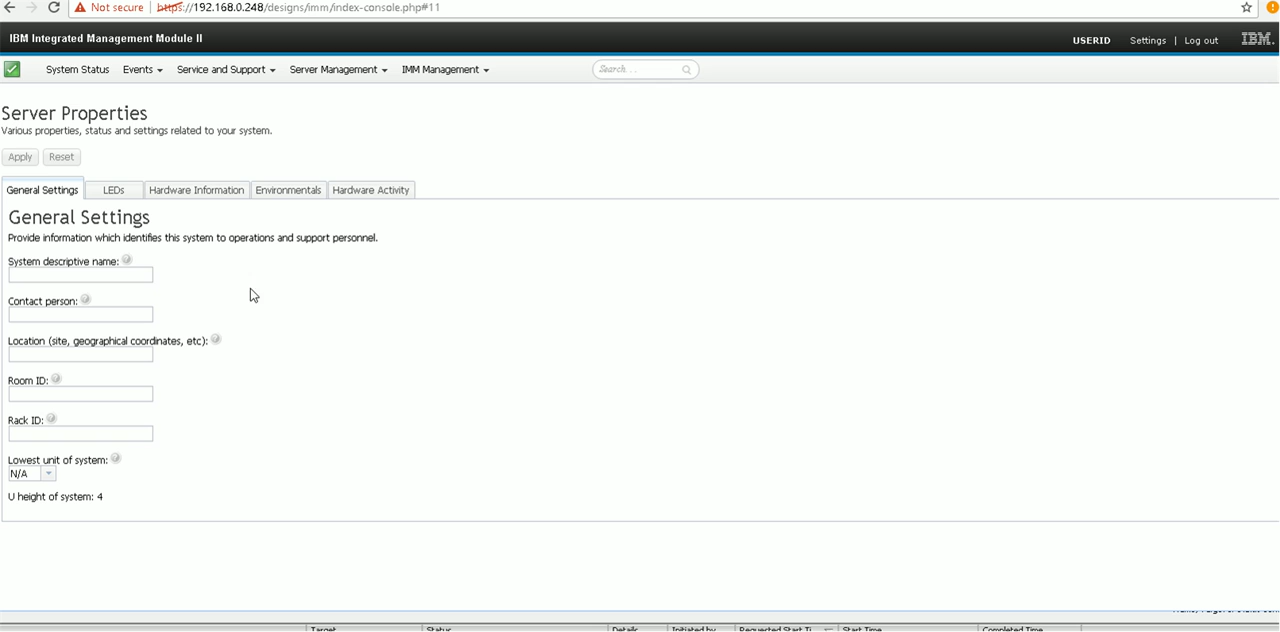 Not secure | https://192.168.0.248/designs/imm/index-console.php#11
IBM Integrated Management Module II
USERID Settings | Log out IBM.
System Status Events Service and Support Server Management IMM Management Search...
Server Properties
Various properties, status and settings related to your system.
Apply Reset
General Settings LEDs Hardware Information Environmentals Hardware Activity
General Settings
Provide information which identifies this system to operations and support personnel.
System descriptive name:
Contact person:
Location (site, geographical coordinates, etc):
Room ID:
Rack ID:
Lowest unit of system:
N/A
U height of system: 4
Target Status Details Initiated by Requested Start Ti Start Time Completed Time